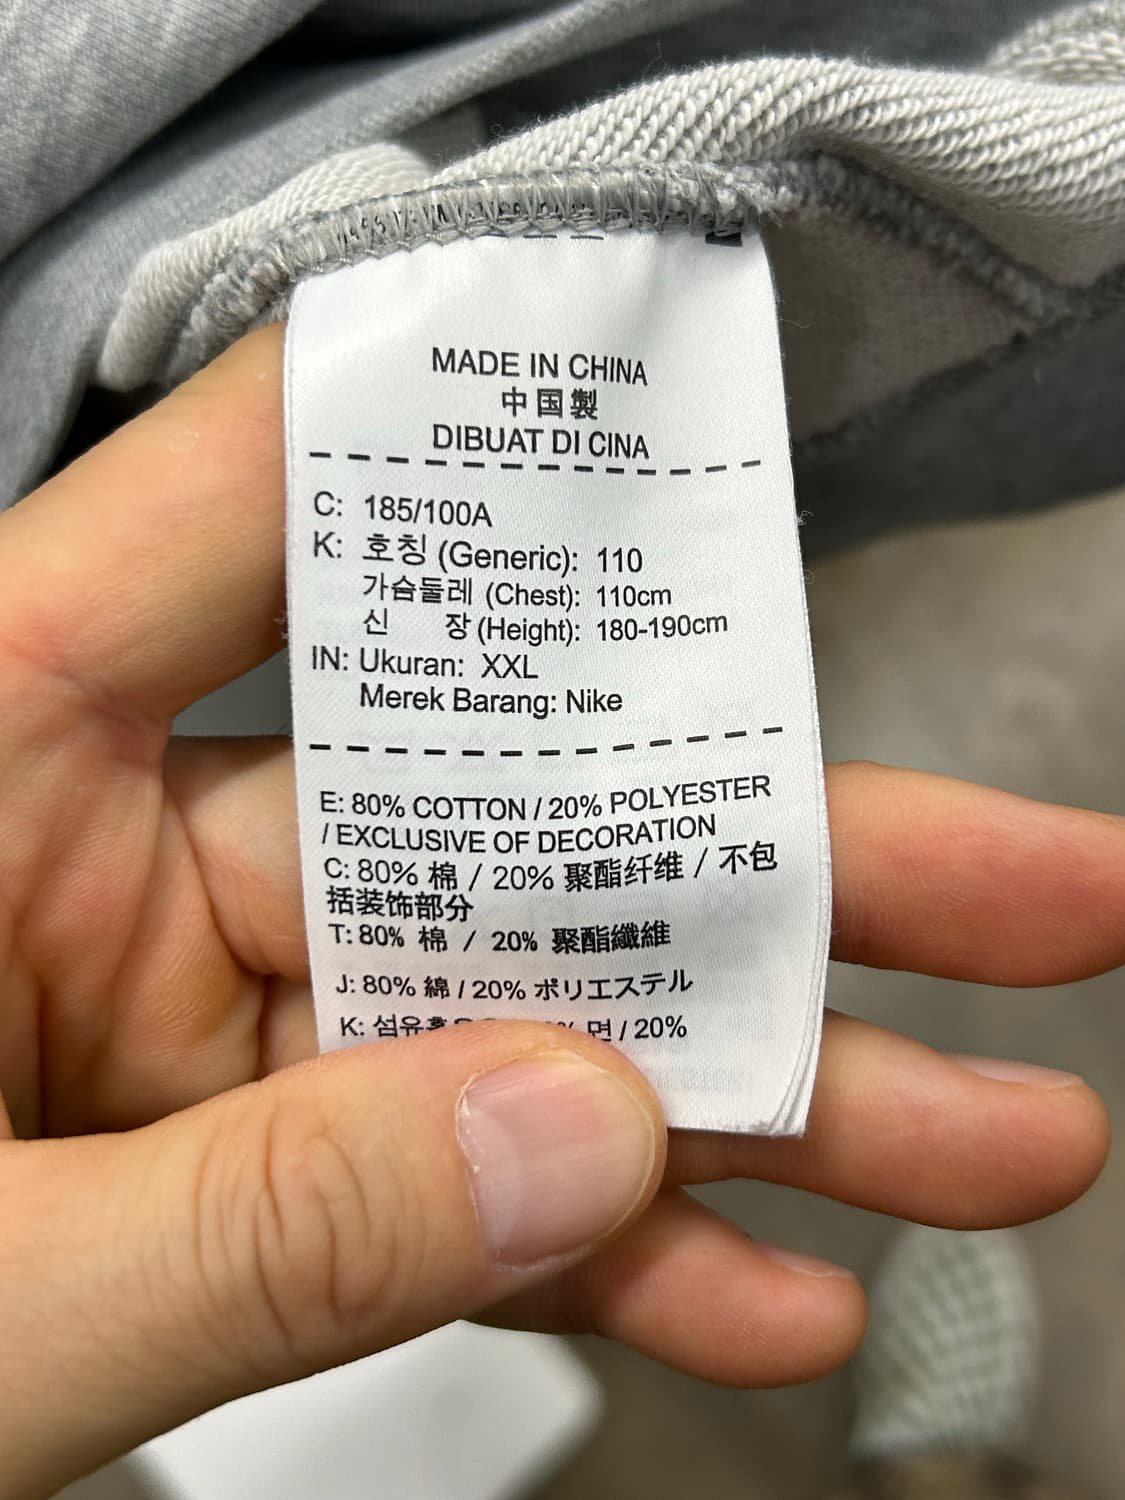 MADE IN CHINA
中国製
DIBUAT DI CINA
C: 185/100A
K: 호칭 (Generic): 110
가슴둘레 (Chest): 110cm
신 장 (Height): 180-190cm
IN: Ukuran: XXL
Merek Barang: Nike
E: 80% COTTON / 20% POLYESTER
/ EXCLUSIVE OF DECORATION
C: 80% 棉 / 20% 聚酯纤维 / 不包
括装饰部分
T: 80% 棉 / 20% 聚酯纖維
J: 80% 綿 / 20% ポリエステル
K: 면 / 20%